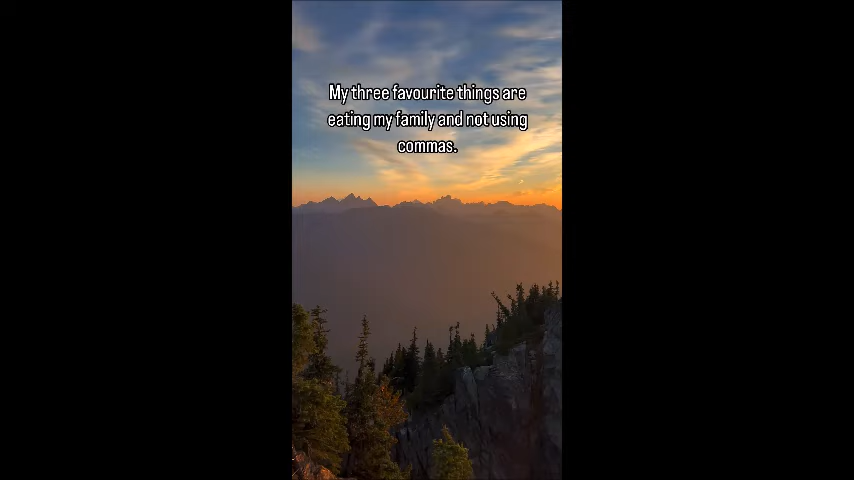 My three favourite things are
eating my family and not using
commas.